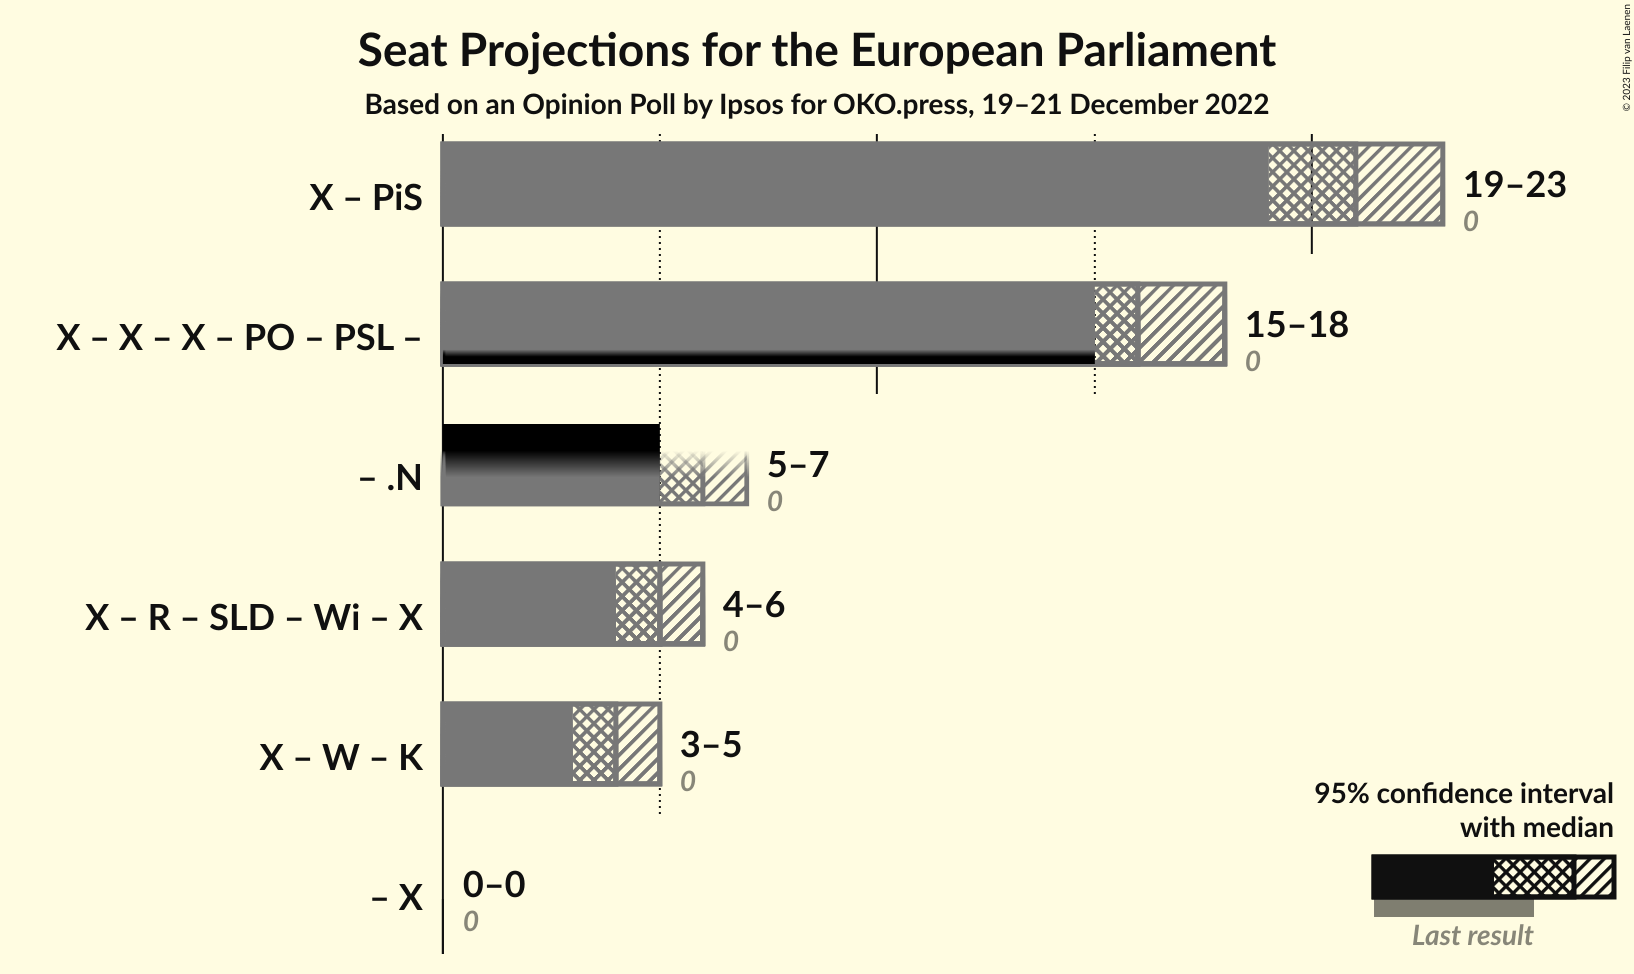 Seat Projections for the European Parliament
Based on an Opinion Poll by Ipsos for OKO.press, 19–21 December 2022
© 2023 Filip van Laenen
X – PiS
19–23
0
X – X – X – PO – PSL –
15–18
0
– .N
5–7
0
X – R – SLD – Wi – X
4–6
0
X – W – K
3–5
0
– X
0–0
0
95% confidence interval
with median
Last result